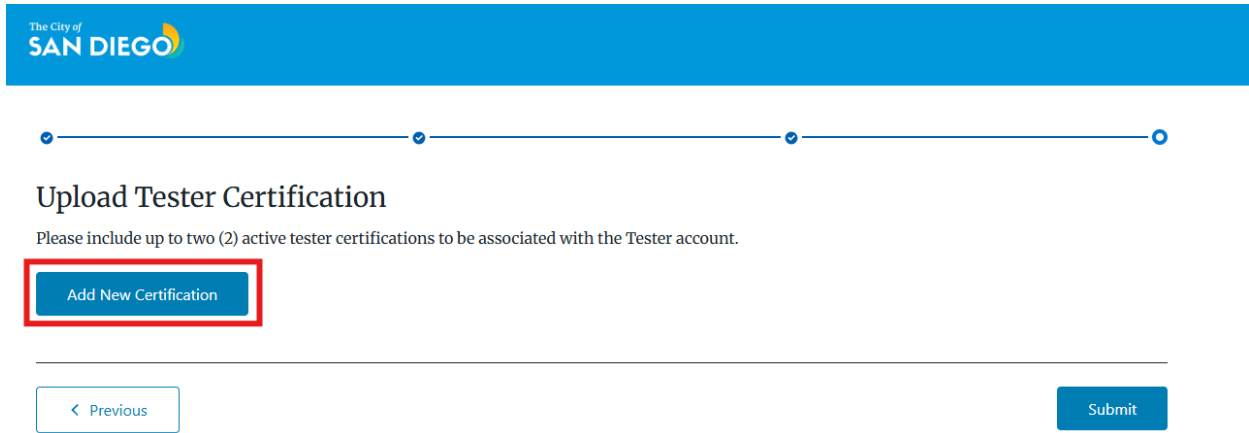 The City of
SAN DIEGO
Upload Tester Certification
Please include up to two (2) active tester certifications to be associated with the Tester account.
Add New Certification
Previous
Submit